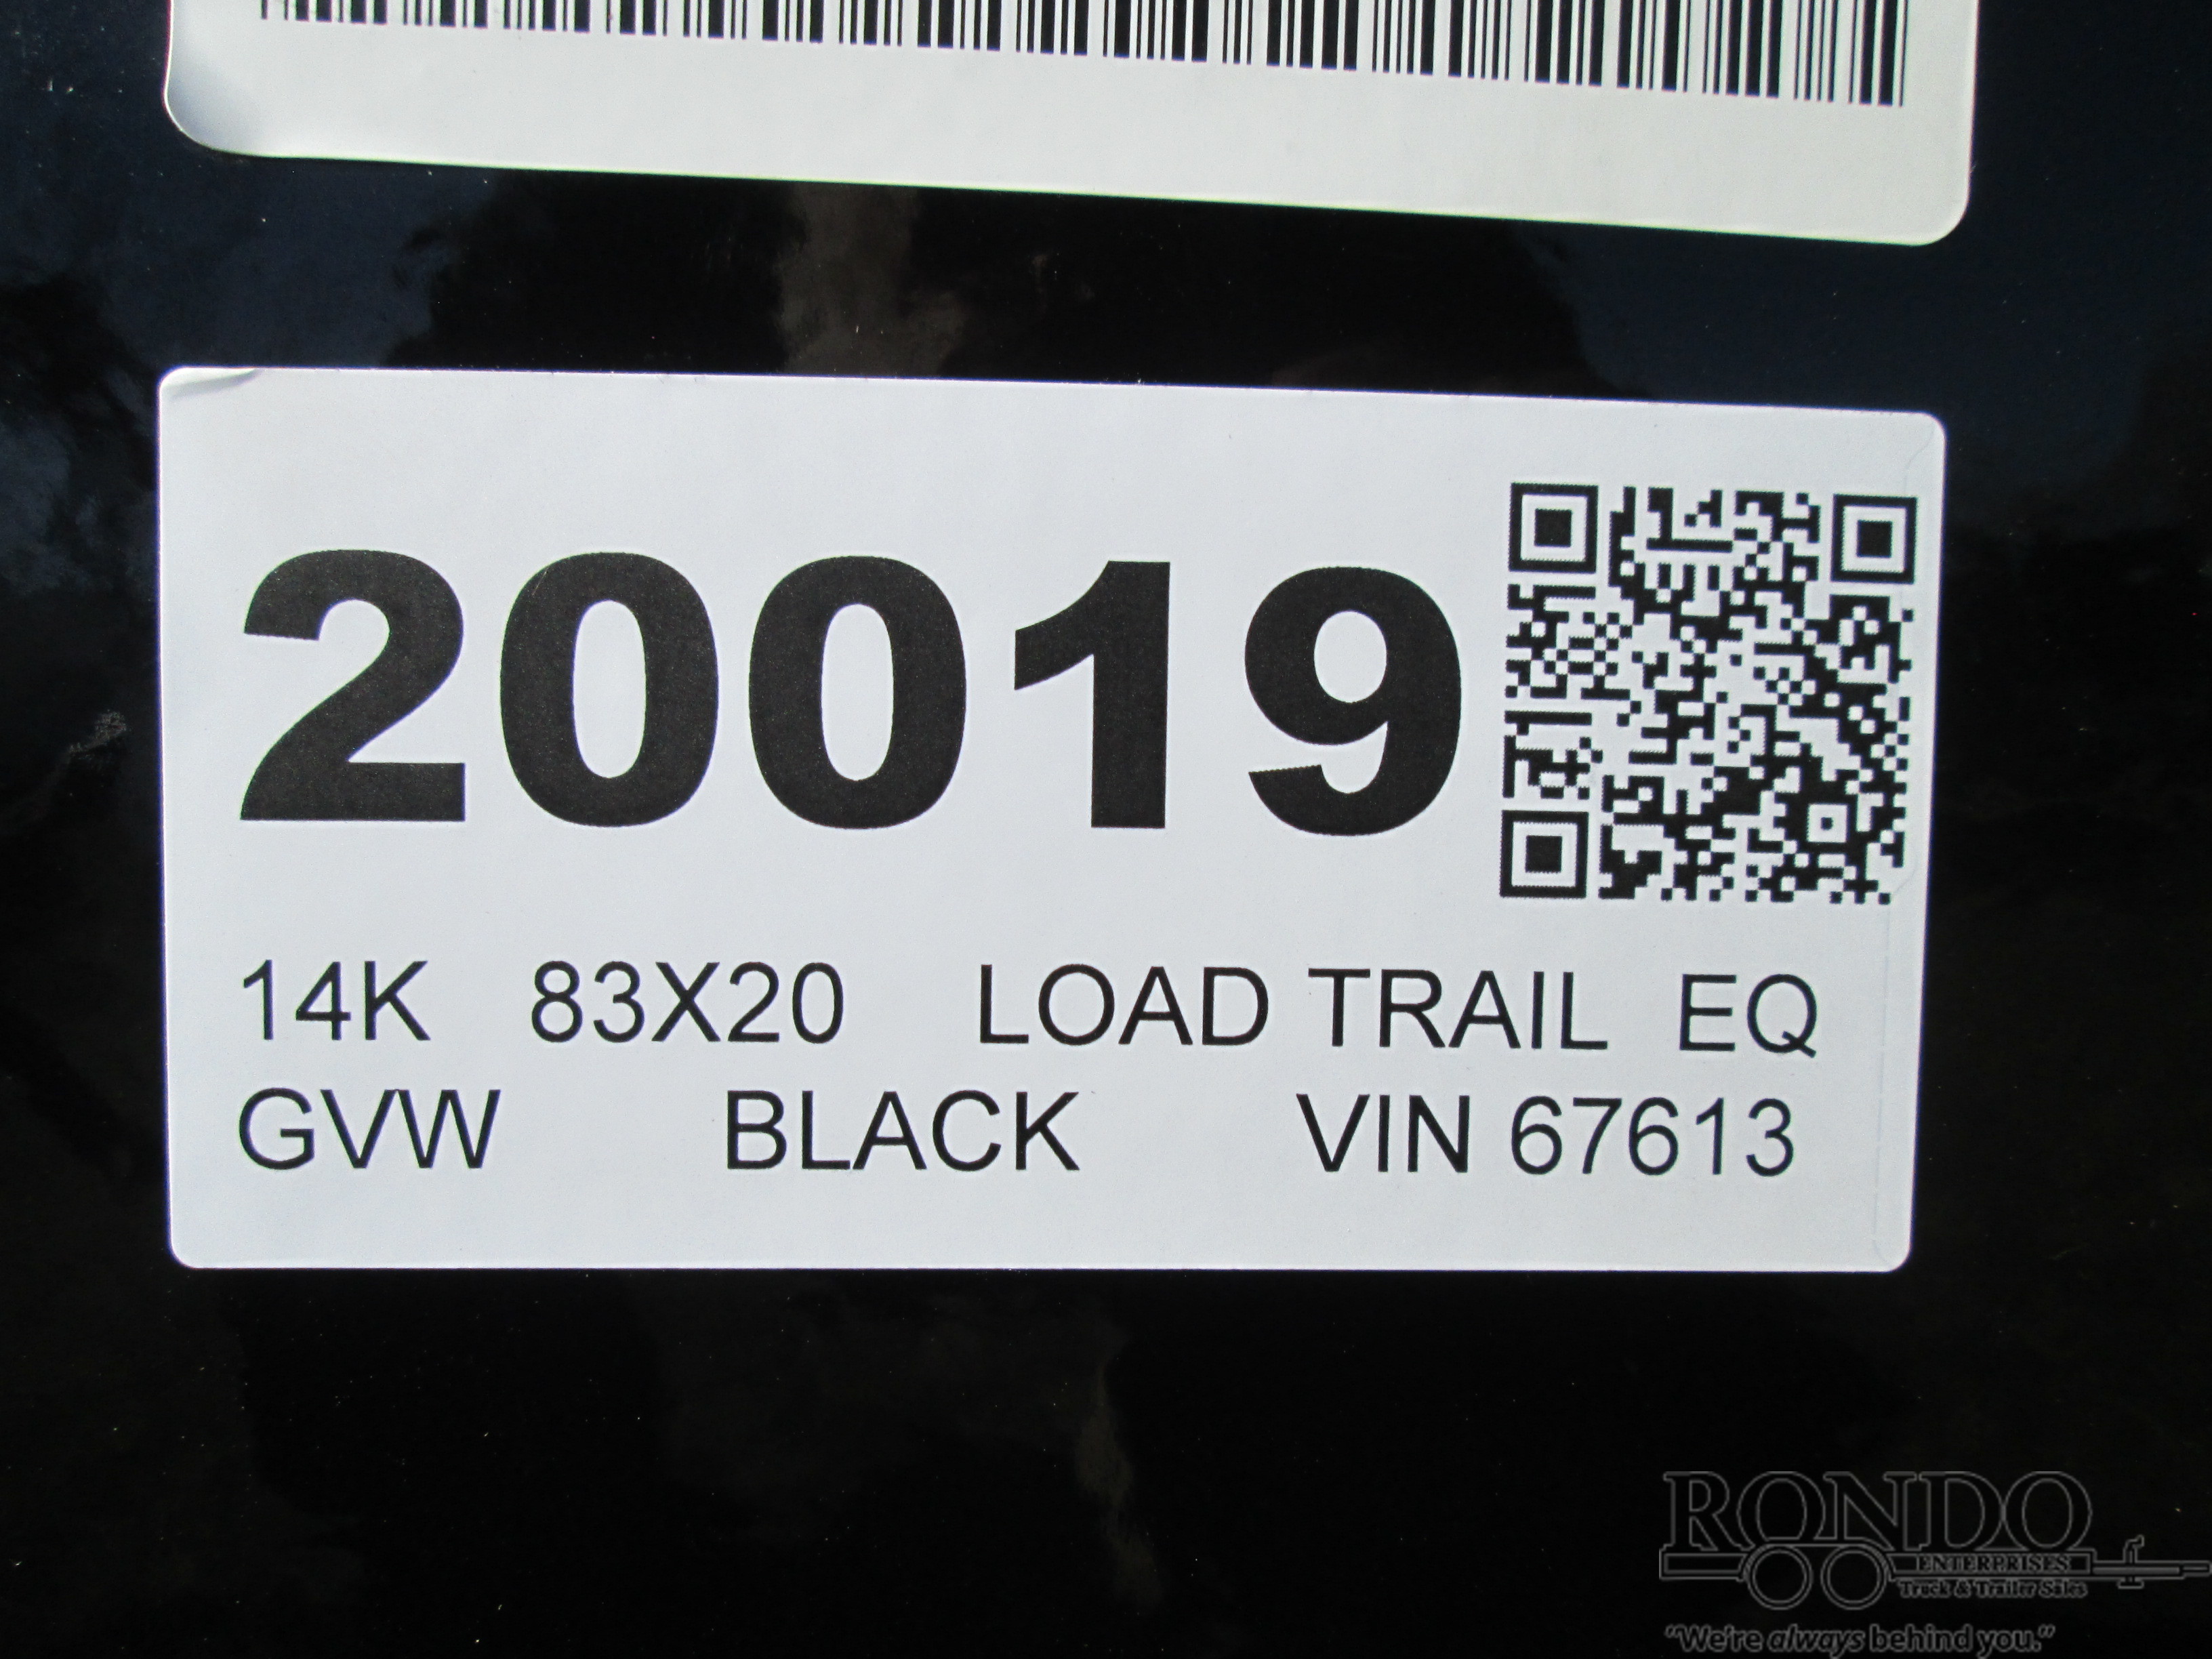 20019
14K 83X20 LOAD TRAIL EQ
GVW BLACK VIN 67613
RONDO
ENTERPRISES
Truck & Trailer Sales
"We're always behind you."